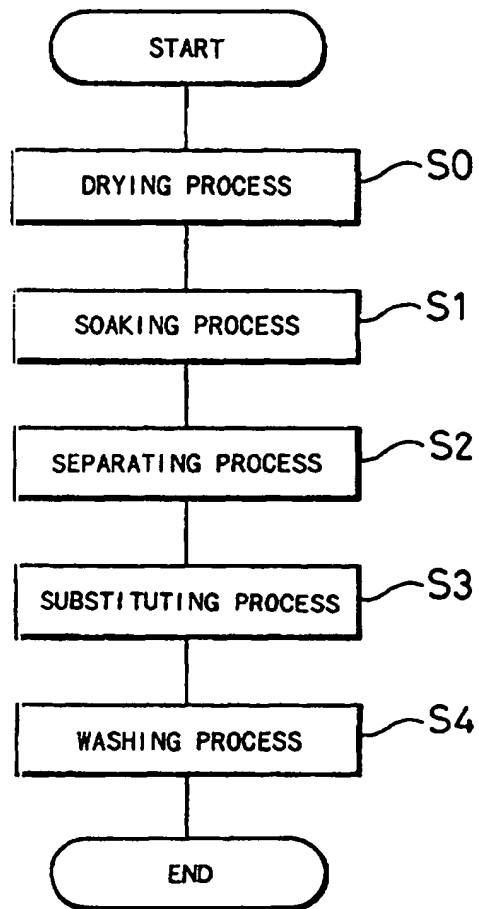 START
DRYING PROCESS
S0
SOAKING PROCESS
S1
SEPARATING PROCESS
S2
SUBSTITUTING PROCESS
S3
WASHING PROCESS
S4
END